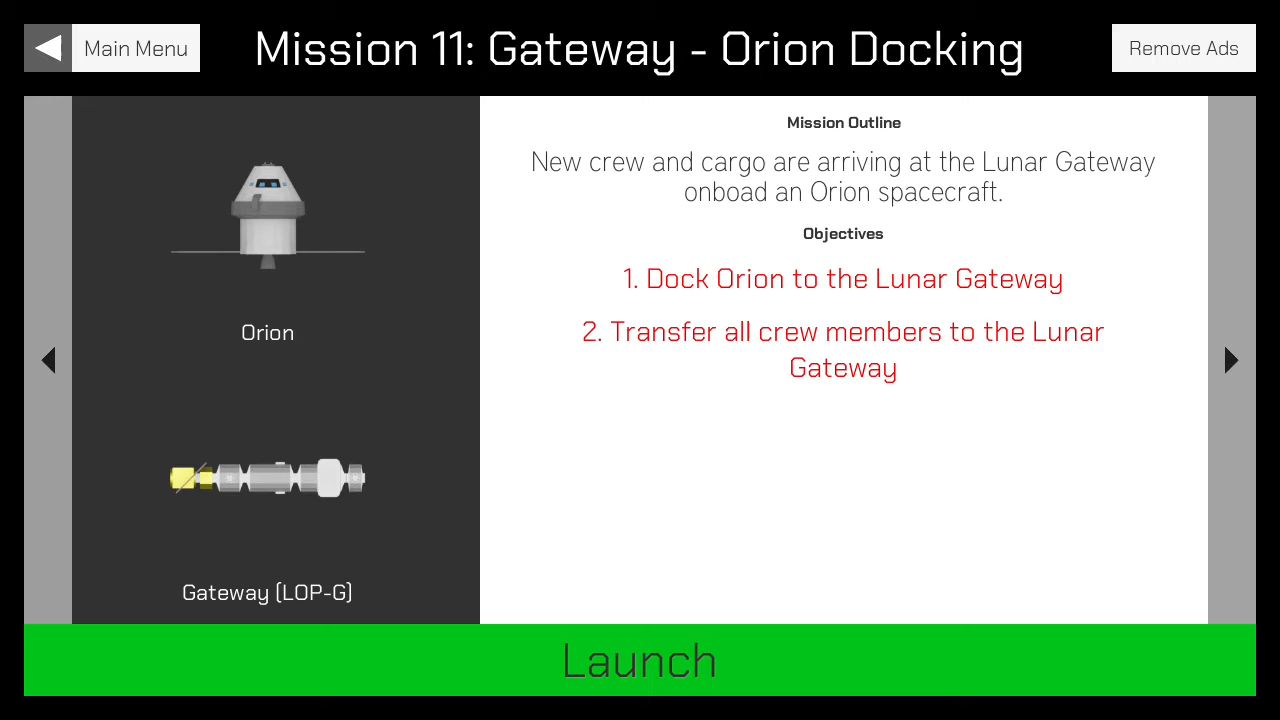 Main Menu
Mission 11: Gateway - Orion Docking
Remove Ads
Orion
Gateway (LOP-G)
Mission Outline
New crew and cargo are arriving at the Lunar Gateway
onboad an Orion spacecraft.
Objectives
1. Dock Orion to the Lunar Gateway
2. Transfer all crew members to the Lunar
Gateway
Launch